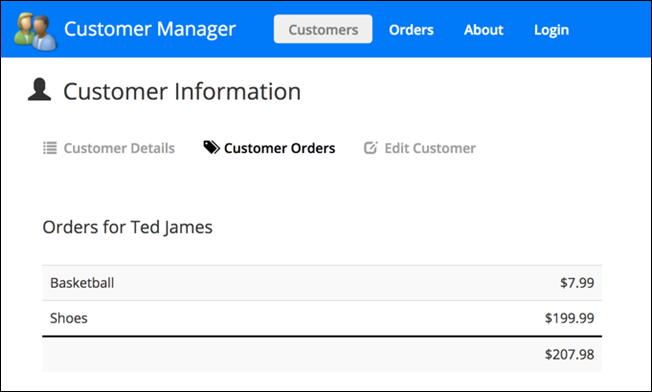 Customer Manager Customers Orders About Login
Customer Information
Customer Details Customer Orders Edit Customer
Orders for Ted James
Basketball $7.99
Shoes $199.99
$207.98